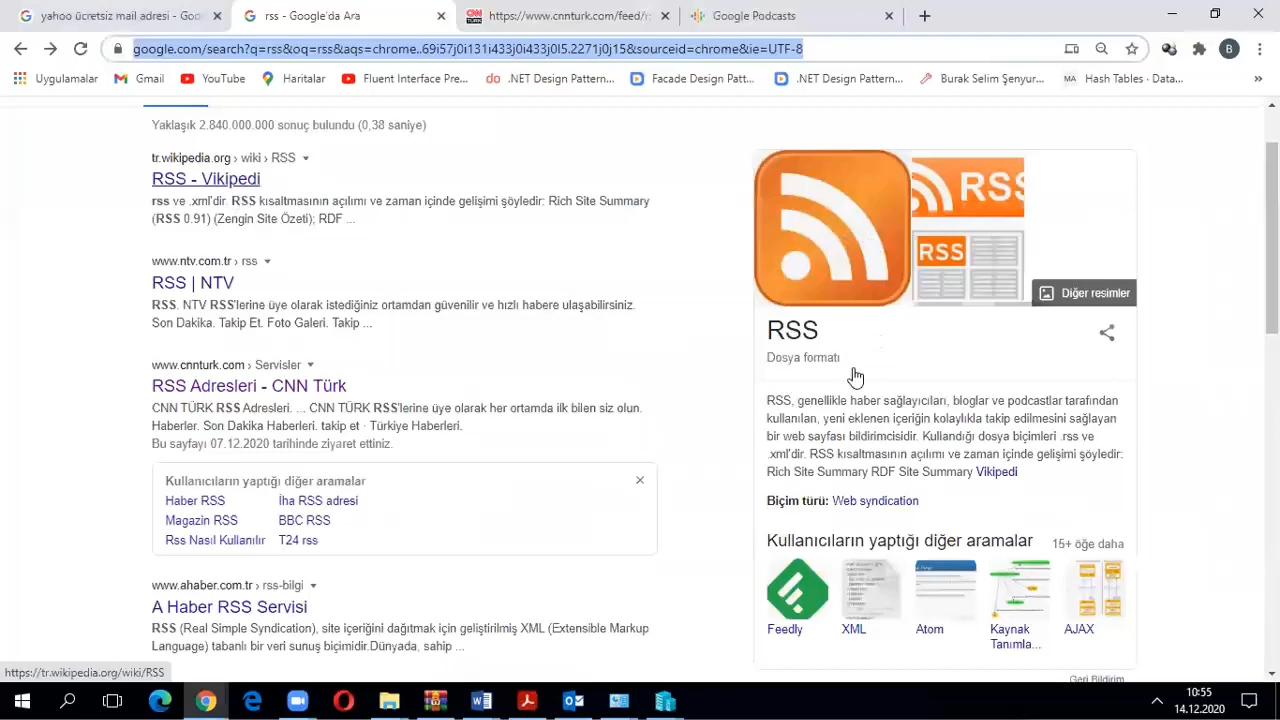 yahoo ücretsiz mail adresi - Goo
rss - Google'da Ara
https://www.cnnturk.com/feed/r
Google Podcasts
google.com/search?q=rss&oq=rss&aqs=chrome..69i57j0i131i433j0i433j0l5.2271j0j15&sourceid=chrome&ie=UTF-8
B
Uygulamalar
Gmail
YouTube
Haritalar
Fluent Interface Pre...
do .NET Design Pattern...
Facade Design Patt...
.NET Design Pattern...
Burak Selim Şenyur...
MA Hash Tables - Data...
Yaklaşık 2.840.000.000 sonuç bulundu (0,38 saniye)
tr.wikipedia.org › wiki › RSS
RSS - Vikipedi
rss ve .xml'dir. RSS kısaltmasının açılımı ve zaman içinde gelişimi şöyledir: Rich Site Summary
(RSS 0.91) (Zengin Site Özeti); RDF ...
www.ntv.com.tr › rss
RSS | NTV
RSS. NTV RSS'lerine üye olarak istediğiniz ortamdan güvenilir ve hızlı habere ulaşabilirsiniz.
Son Dakika. Takip Et. Foto Galeri. Takip ...
www.cnnturk.com › Servisler
RSS Adresleri - CNN Türk
CNN TÜRK RSS Adresleri. ... CNN TÜRK RSS'lerine üye olarak her ortamda ilk bilen siz olun.
Haberler. Son Dakika Haberleri. takip et · Türkiye Haberleri.
Bu sayfayı 07.12.2020 tarihinde ziyaret ettiniz.
Kullanıcıların yaptığı diğer aramalar
Haber RSS
İha RSS adresi
Magazin RSS
BBC RSS
Rss Nasıl Kullanılır
T24 rss
www.ahaber.com.tr › rss-bilgi
A Haber RSS Servisi
RSS (Real Simple Syndication), site içeriğini dağıtmak için geliştirilmiş XML (Extensible Markup
Language) tabanlı bir veri sunuş biçimidir.Dünyada, sahip ...
https://tr.wikipedia.org/wiki/RSS
RSS
RSS
Diğer resimler
RSS
Dosya formatı
RSS, genellikle haber sağlayıcıları, bloglar ve podcastlar tarafından
kullanılan, yeni eklenen içeriğin kolaylıkla takip edilmesini sağlayan
bir web sayfası bildirimcisidir. Kullandığı dosya biçimleri .rss ve
.xml'dir. RSS kısaltmasının açılımı ve zaman içinde gelişimi şöyledir:
Rich Site Summary RDF Site Summary Vikipedi
Biçim türü: Web syndication
Kullanıcıların yaptığı diğer aramalar
15+ öğe daha
Feedly
XML
Atom
Kaynak
Tanımla...
AJAX
Geri Bildirim
10:55
14.12.2020